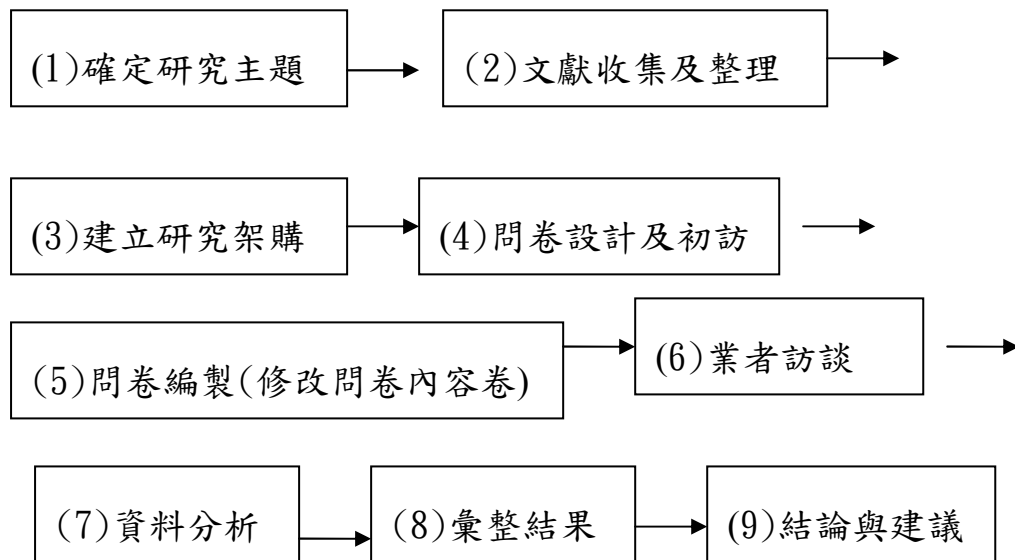 (1)確定研究主題 (2)文獻收集及整理
(3)建立研究架購 (4)問卷設計及初訪
(5)問卷編製(修改問卷內容卷) (6)業者訪談
(7)資料分析 (8)彙整結果 (9)結論與建議